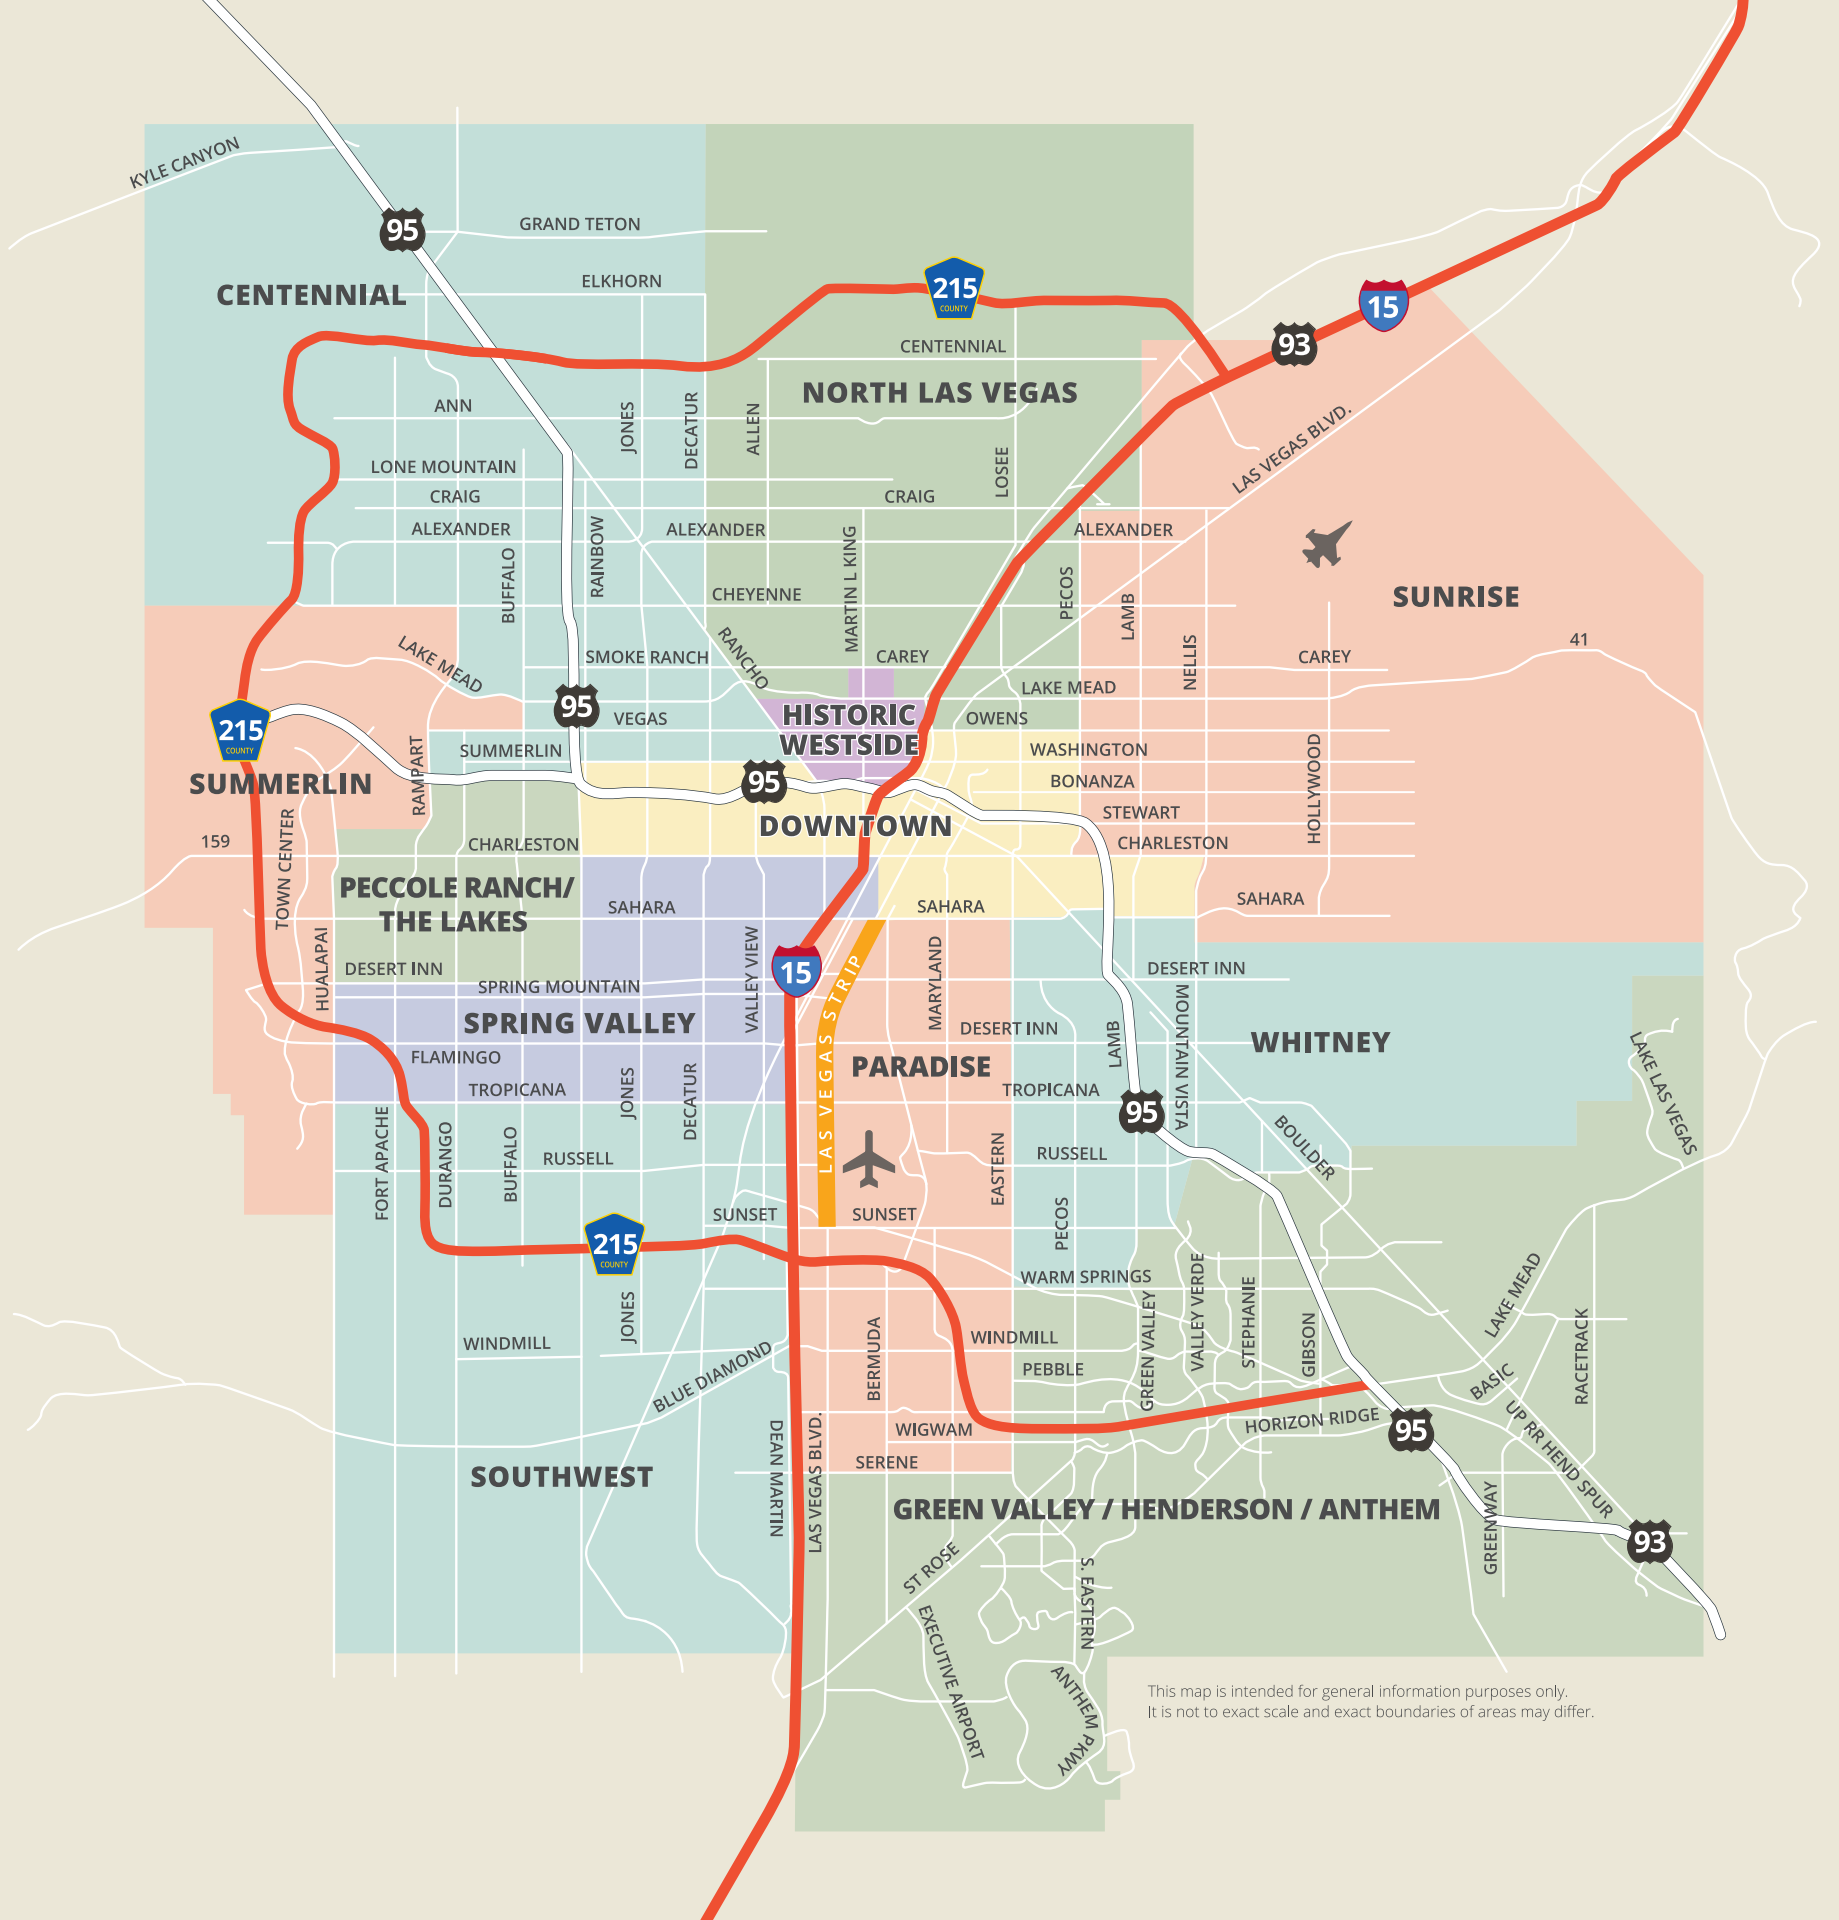 KYLE CANYON
95
GRAND TETON
ELKHORN
CENTENNIAL
215
COUNTY
15
93
CENTENNIAL
NORTH LAS VEGAS
ANN
JONES
DECATUR
ALLEN
LAS VEGAS BLVD.
LONE MOUNTAIN
LOSEE
CRAIG
CRAIG
ALEXANDER
ALEXANDER
ALEXANDER
BUFFALO
RAINBOW
MARTIN L KING
PECOS
LAMB
NELLIS
SUNRISE
CHEYENNE
41
LAKE MEAD
SMOKE RANCH
RANCHO
CAREY
CAREY
LAKE MEAD
95
VEGAS
HISTORIC
WESTSIDE
OWENS
215
COUNTY
SUMMERLIN
SUMMERLIN
RAMPART
95
WASHINGTON
BONANZA
HOLLYWOOD
STEWART
DOWNTOWN
159
TOWN CENTER
CHARLESTON
CHARLESTON
PECCOLE RANCH/
THE LAKES
SAHARA
SAHARA
SAHARA
HUALAPAI
DESERT INN
SPRING MOUNTAIN
VALLEY VIEW
15
MARYLAND
DESERT INN
SPRING VALLEY
LAS VEGAS STRIP
DESERT INN
LAMB
MOUNTAIN VISTA
WHITNEY
LAKE LAS VEGAS
FLAMINGO
PARADISE
TROPICANA
JONES
DECATUR
TROPICANA
95
FORT APACHE
DURANGO
BUFFALO
RUSSELL
EASTERN
RUSSELL
BOULDER
SUNSET
SUNSET
PECOS
215
COUNTY
WARM SPRINGS
GREEN VALLEY
VALLEY VERDE
STEPHANIE
GIBSON
LAKE MEAD
RACETRACK
JONES
WINDMILL
BLUE DIAMOND
BERMUDA
WINDMILL
PEBBLE
BASIC
DEAN MARTIN
LAS VEGAS BLVD.
WIGWAM
HORIZON RIDGE
95
UP RR HEND SPUR
SERENE
SOUTHWEST
GREEN VALLEY / HENDERSON / ANTHEM
GREENWAY
93
ST ROSE
S. EASTERN
EXECUTIVE AIRPORT
ANTHEM PKWY
This map is intended for general information purposes only.
It is not to exact scale and exact boundaries of areas may differ.